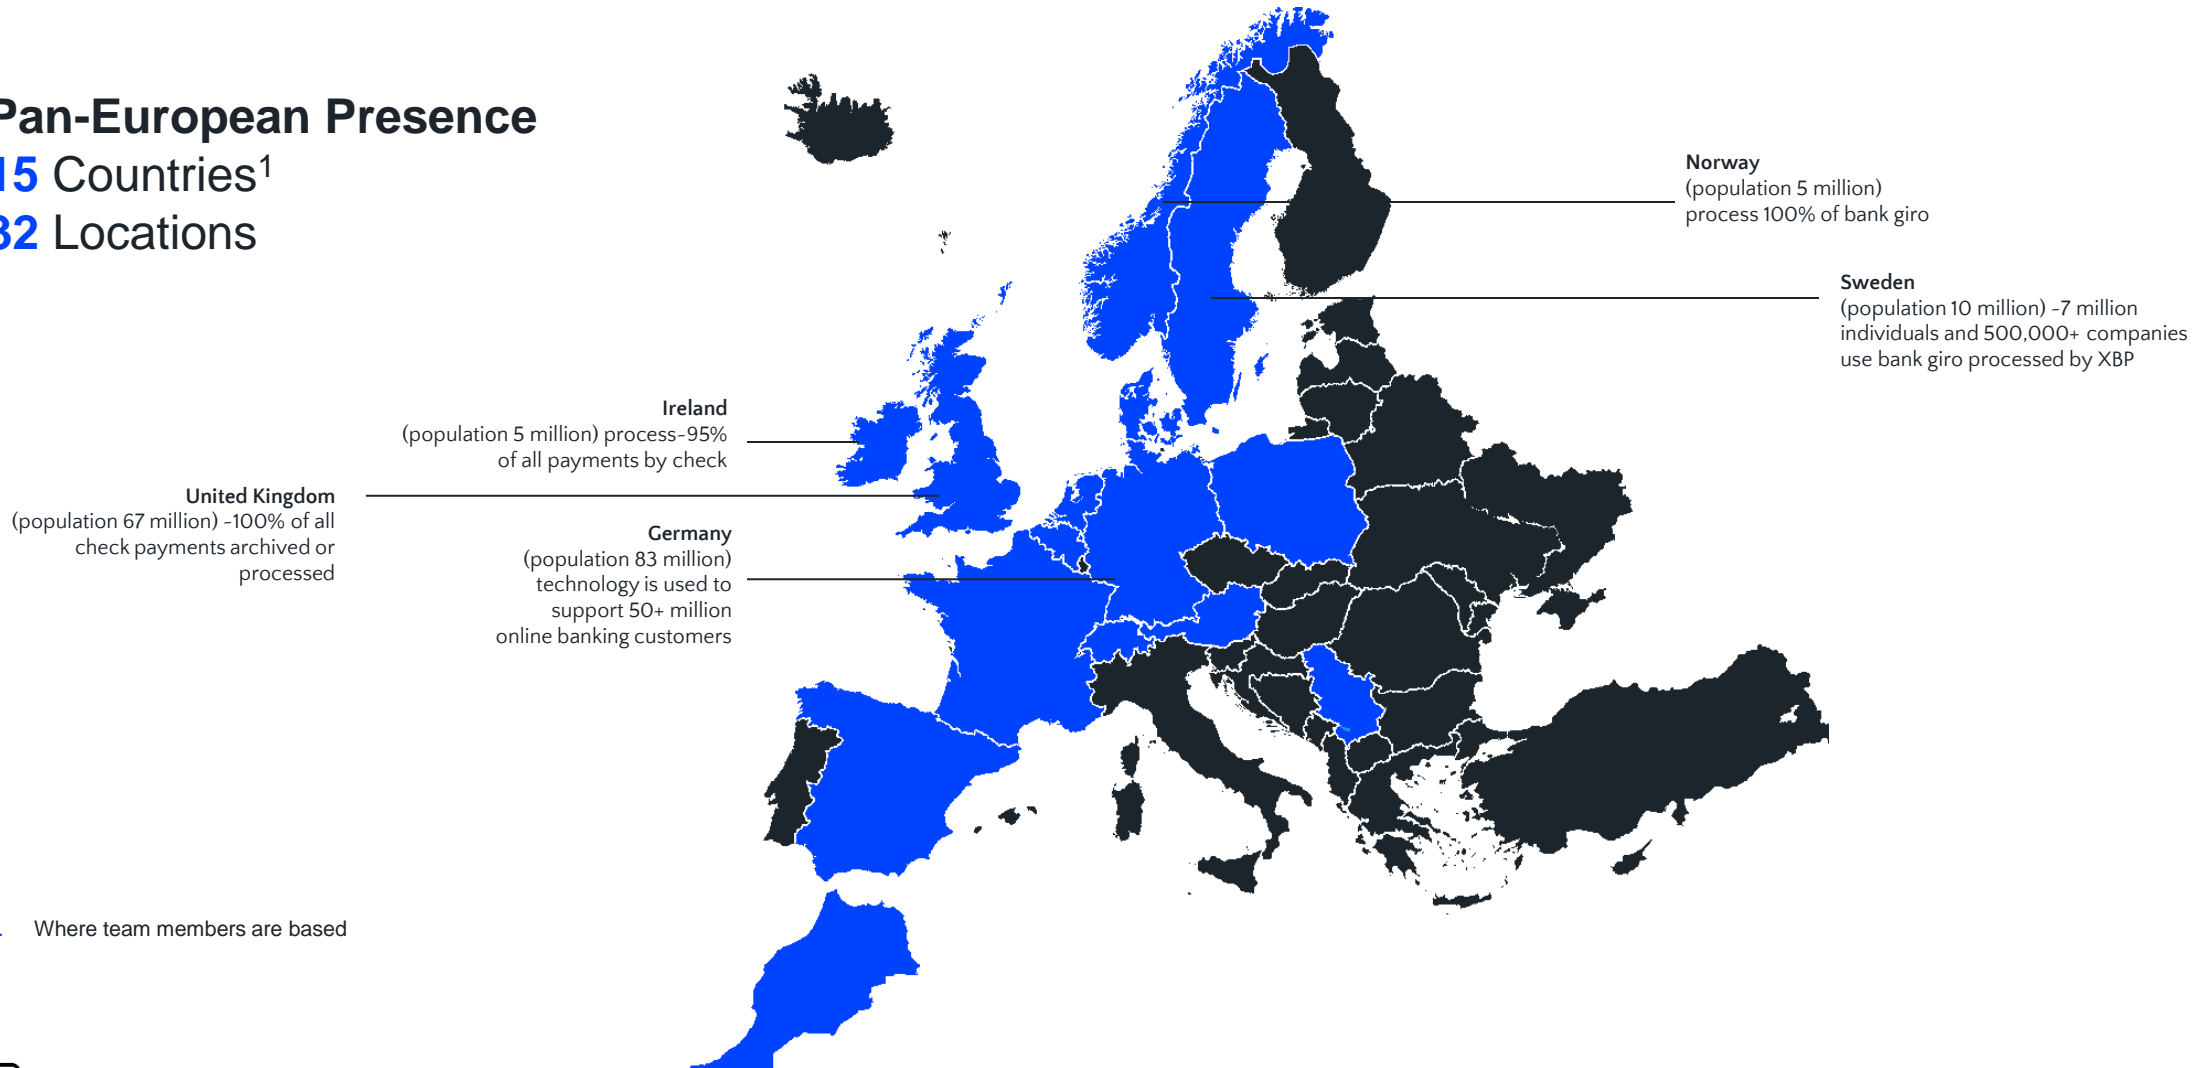 Pan-European Presence
15 Countries¹
32 Locations
Norway
(population 5 million)
process 100% of bank giro
Sweden
(population 10 million) ~7 million
individuals and 500,000+ companies
use bank giro processed by XBP
Ireland
(population 5 million) process~95%
of all payments by check
United Kingdom
(population 67 million) ~100% of all
check payments archived or
processed
Germany
(population 83 million)
technology is used to
support 50+ million
online banking customers
Where team members are based